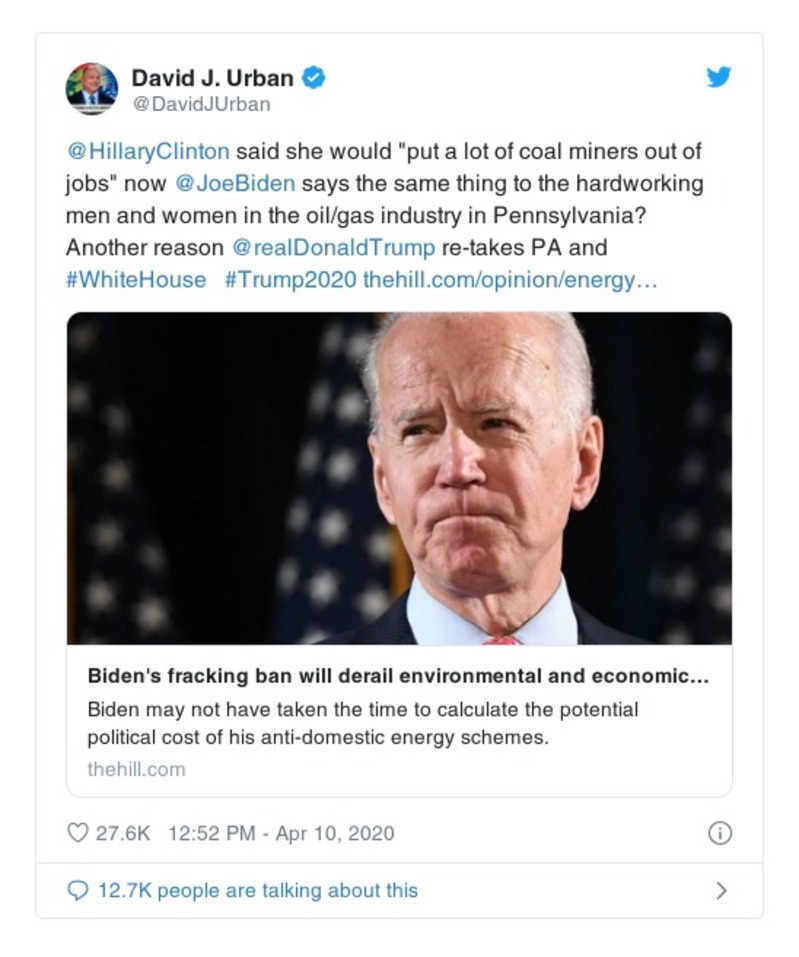 David J. Urban
@DavidJUrban
@HillaryClinton said she would "put a lot of coal miners out of
jobs" now @JoeBiden says the same thing to the hardworking
men and women in the oil/gas industry in Pennsylvania?
Another reason @realDonaldTrump re-takes PA and
#WhiteHouse #Trump2020 thehill.com/opinion/energy…
Biden's fracking ban will derail environmental and economic...
Biden may not have taken the time to calculate the potential
political cost of his anti-domestic energy schemes.
thehill.com
27.6K 12:52 PM - Apr 10, 2020
12.7K people are talking about this